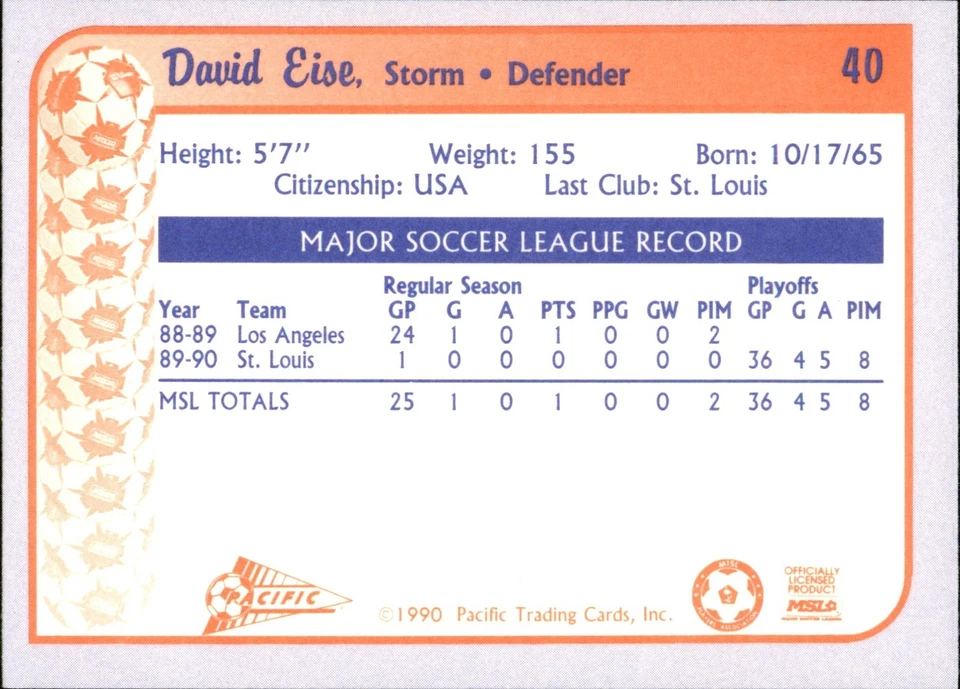 David Eise, Storm • Defender 40
Height: 5'7'' Weight: 155 Born: 10/17/65
Citizenship: USA Last Club: St. Louis
MAJOR SOCCER LEAGUE RECORD
Regular Season Playoffs
Year Team GP G A PTS PPG GW PIM GP G A PIM
88-89 Los Angeles 24 1 0 1 0 0 2
89-90 St. Louis 1 0 0 0 0 0 0 36 4 5 8
MSL TOTALS 25 1 0 1 0 0 2 36 4 5 8
PACIFIC
©1990 Pacific Trading Cards, Inc.
MISL
PLAYERS ASSOCIATION
OFFICIALLY
LICENSED
PRODUCT
MSL